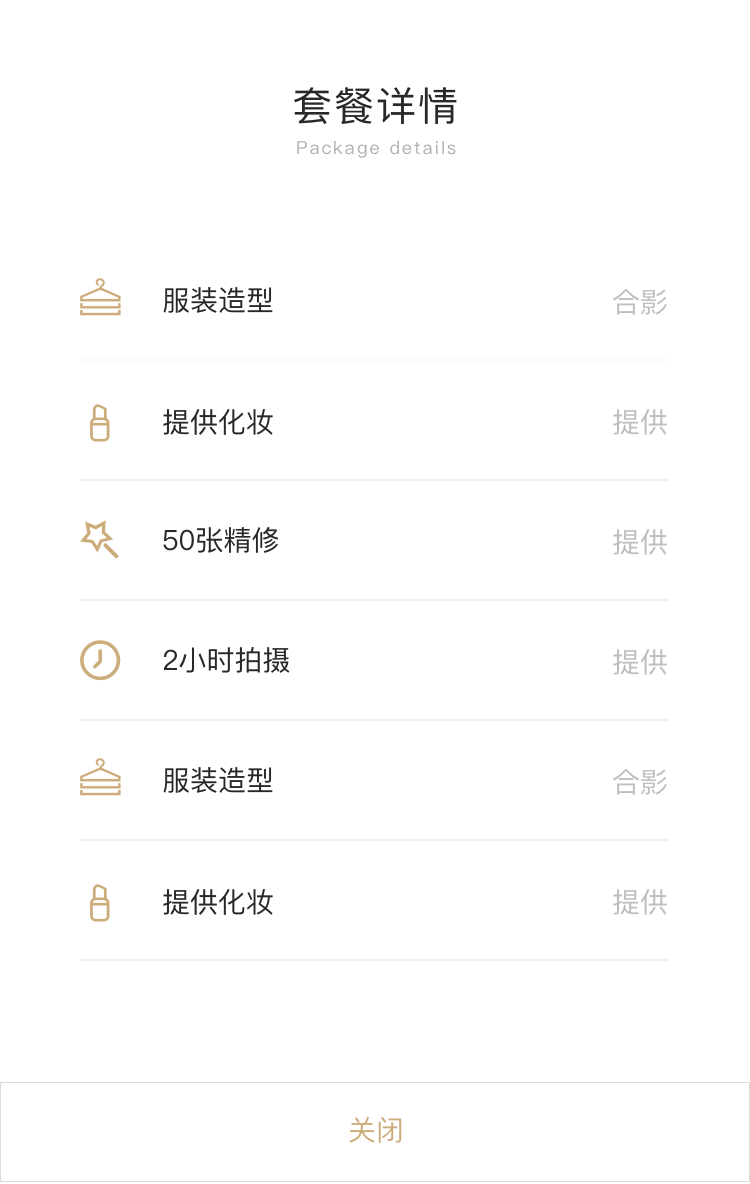 套餐详情
Package details
服装造型 合影
提供化妆 提供
50张精修 提供
2小时拍摄 提供
服装造型 合影
提供化妆 提供
关闭